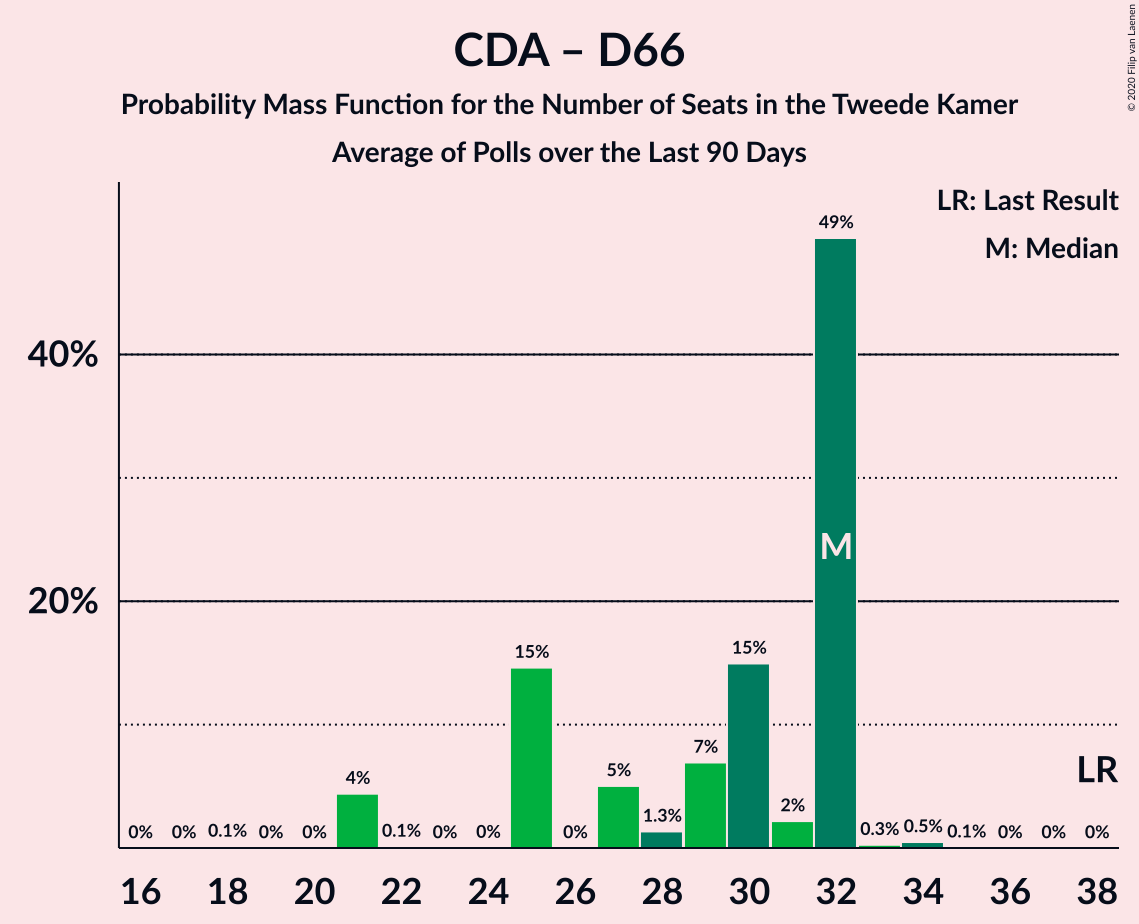 CDA – D66
Probability Mass Function for the Number of Seats in the Tweede Kamer
Average of Polls over the Last 90 Days
© 2020 Filip van Laenen
LR: Last Result
M: Median
40%
20%
0%
0%
0.1%
0%
0%
4%
0.1%
0%
0%
15%
0%
5%
1.3%
7%
15%
2%
49%
0.3%
0.5%
0.1%
0%
0%
0%
M
LR
16 18 20 22 24 26 28 30 32 34 36 38